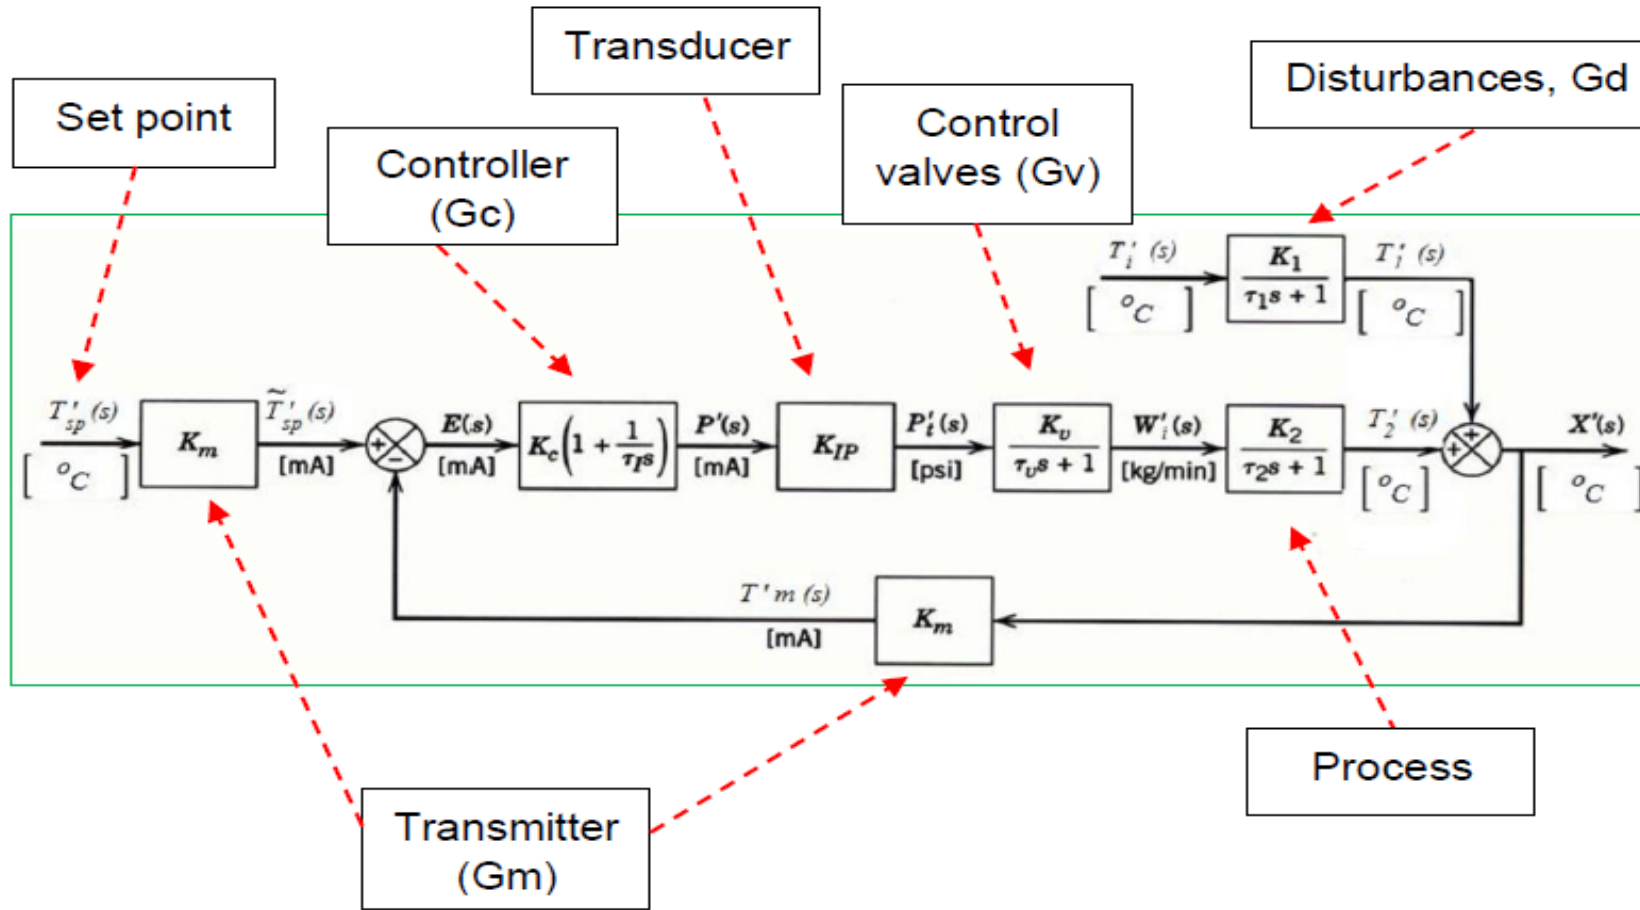 Transducer
Disturbances, Gd
Set point
Control
valves (Gv)
Controller
(Gc)
T'i (s)
[ °C ]
K1
τ1s + 1
T'i (s)
[ °C ]
T'sp (s)
[ °C ]
Km
T̃'sp (s)
[mA]
+
−
E(s)
[mA]
Kc(1 + 1/τIs)
P'(s)
[mA]
KIP
P't(s)
[psi]
Kv
τvs + 1
W'i(s)
[kg/min]
K2
τ2s + 1
T'2 (s)
[ °C ]
+
+
X'(s)
[ °C ]
T'm (s)
[mA]
Km
Process
Transmitter
(Gm)